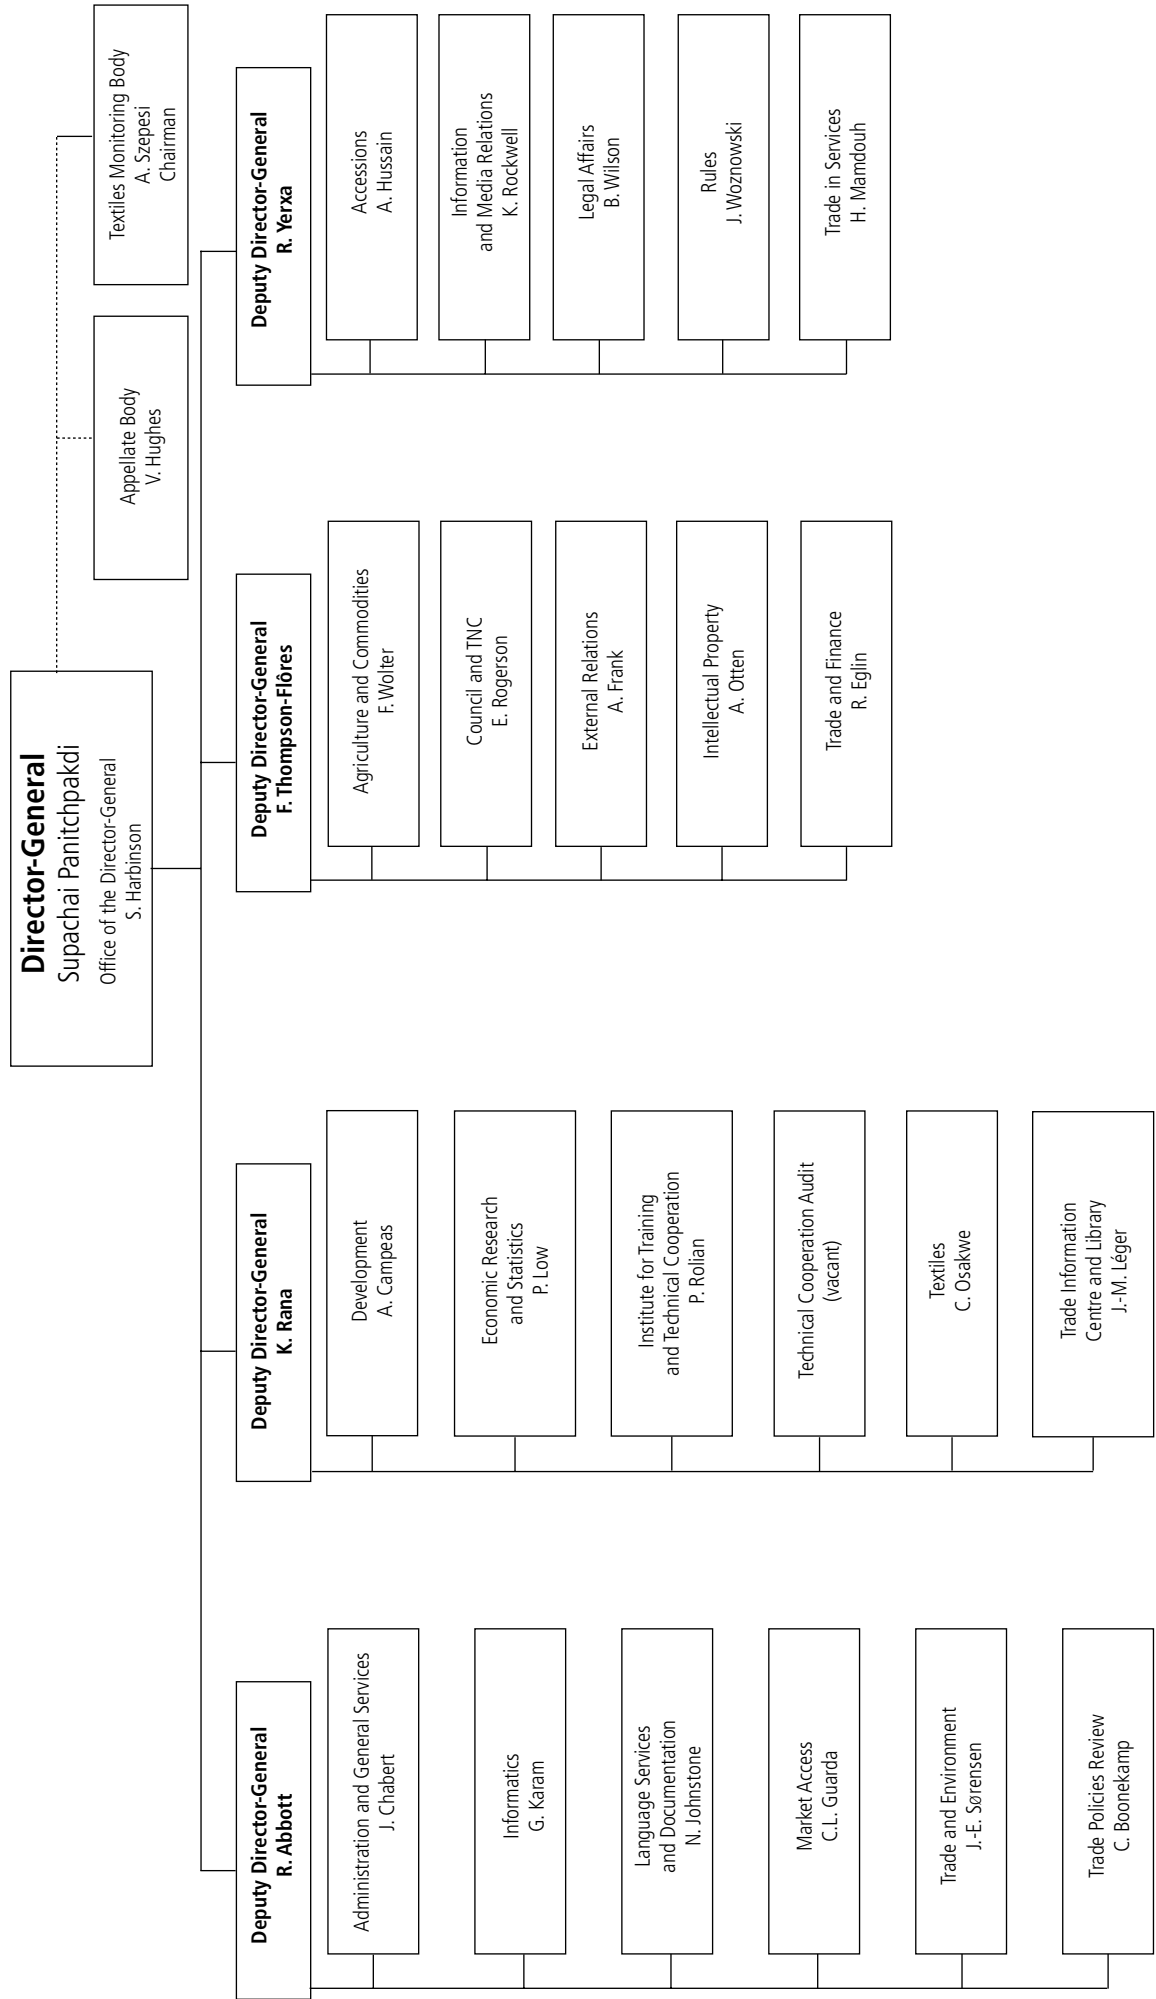 Director-General
Supachai Panitchpakdi
Office of the Director-General
S. Harbinson
Appellate Body
V. Hughes
Textiles Monitoring Body
A. Szepesi
Chairman
Deputy Director-General
R. Abbott
Administration and General Services
J. Chabert
Informatics
G. Karam
Language Services
and Documentation
N. Johnstone
Market Access
C.L. Guarda
Trade and Environment
J.-E. Sørensen
Trade Policies Review
C. Boonekamp
Deputy Director-General
K. Rana
Development
A. Campeas
Economic Research
and Statistics
P. Low
Institute for Training
and Technical Cooperation
P. Rolian
Technical Cooperation Audit
(vacant)
Textiles
C. Osakwe
Trade Information
Centre and Library
J.-M. Léger
Deputy Director-General
F. Thompson-Flôres
Agriculture and Commodities
F. Wolter
Council and TNC
E. Rogerson
External Relations
A. Frank
Intellectual Property
A. Otten
Trade and Finance
R. Eglin
Deputy Director-General
R. Yerxa
Accessions
A. Hussain
Information
and Media Relations
K. Rockwell
Legal Affairs
B. Wilson
Rules
J. Woznowski
Trade in Services
H. Mamdouh